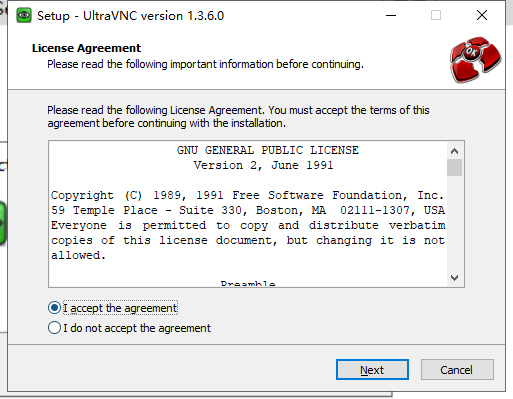 Setup - UltraVNC version 1.3.6.0
License Agreement
Please read the following important information before continuing.
OK
Please read the following License Agreement. You must accept the terms of this
agreement before continuing with the installation.
GNU GENERAL PUBLIC LICENSE
Version 2, June 1991
Copyright (C) 1989, 1991 Free Software Foundation, Inc.
59 Temple Place - Suite 330, Boston, MA  02111-1307, USA
Everyone is permitted to copy and distribute verbatim
copies of this license document, but changing it is not
allowed.
Preamble
I accept the agreement
I do not accept the agreement
Next
Cancel